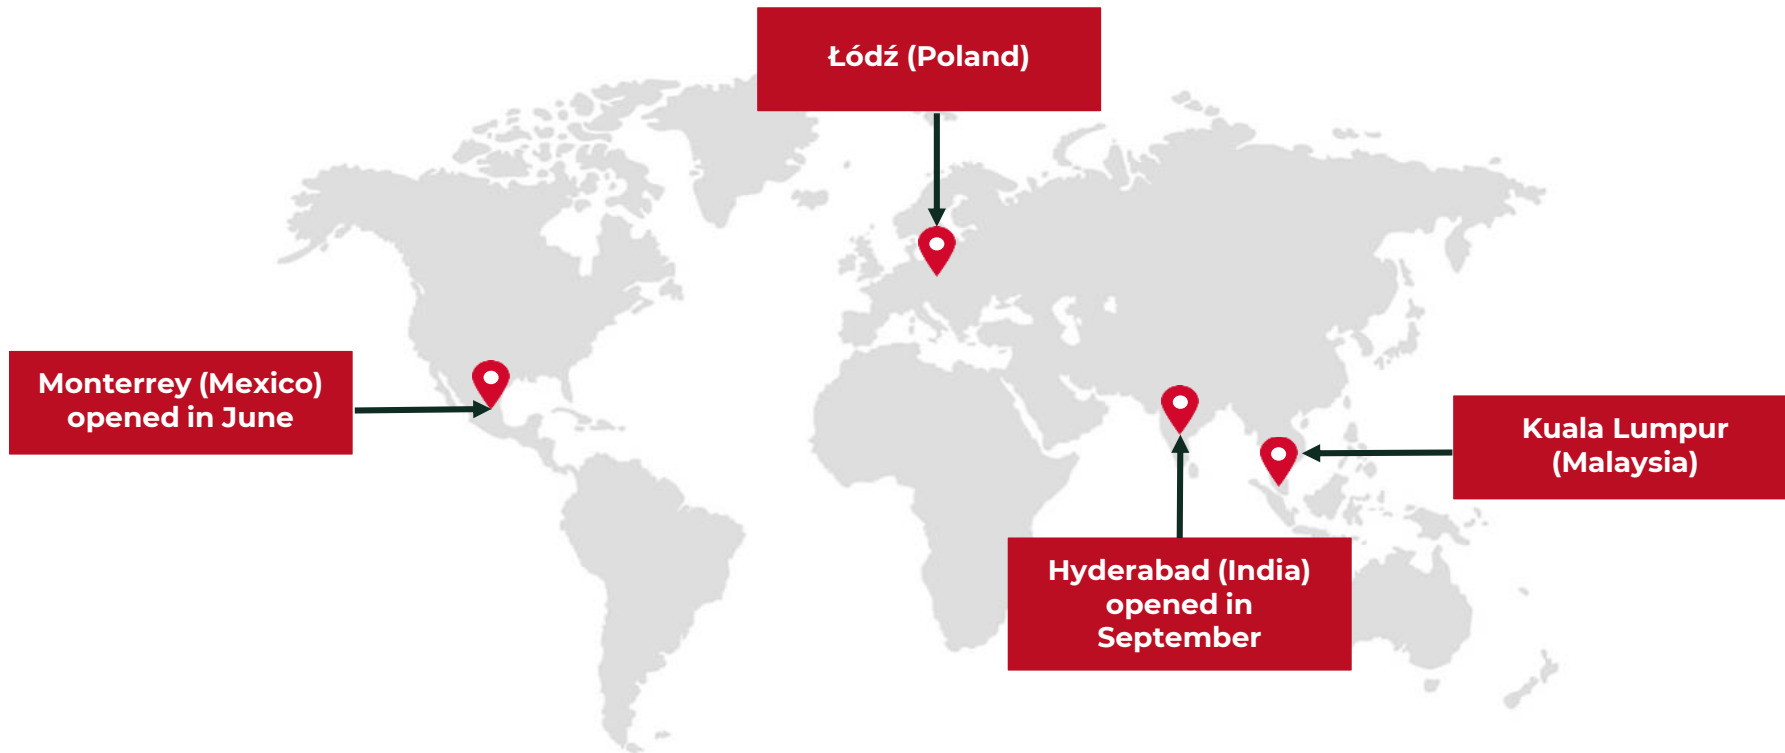 Łódź (Poland)
Monterrey (Mexico)
opened in June
Kuala Lumpur
(Malaysia)
Hyderabad (India)
opened in
September